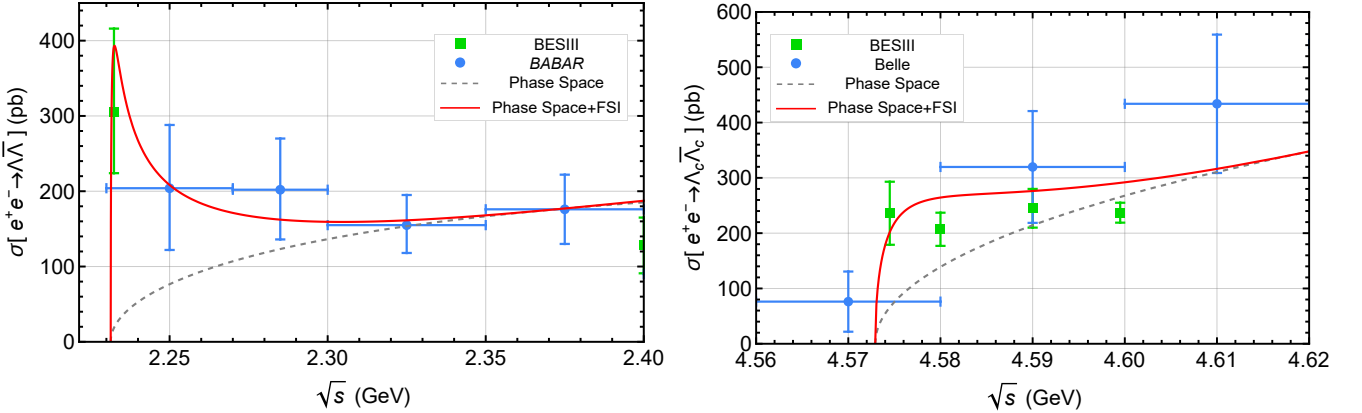 σ[ e⁺e⁻→ΛΛ̅ ] (pb)
400
300
200
100
0
BESIII
BABAR
Phase Space
Phase Space+FSI
2.25
2.30
2.35
2.40
√s (GeV)
σ[ e⁺e⁻→Λ_cΛ̅_c ] (pb)
600
500
400
300
200
100
0
BESIII
Belle
Phase Space
Phase Space+FSI
4.56
4.57
4.58
4.59
4.60
4.61
4.62
√s (GeV)